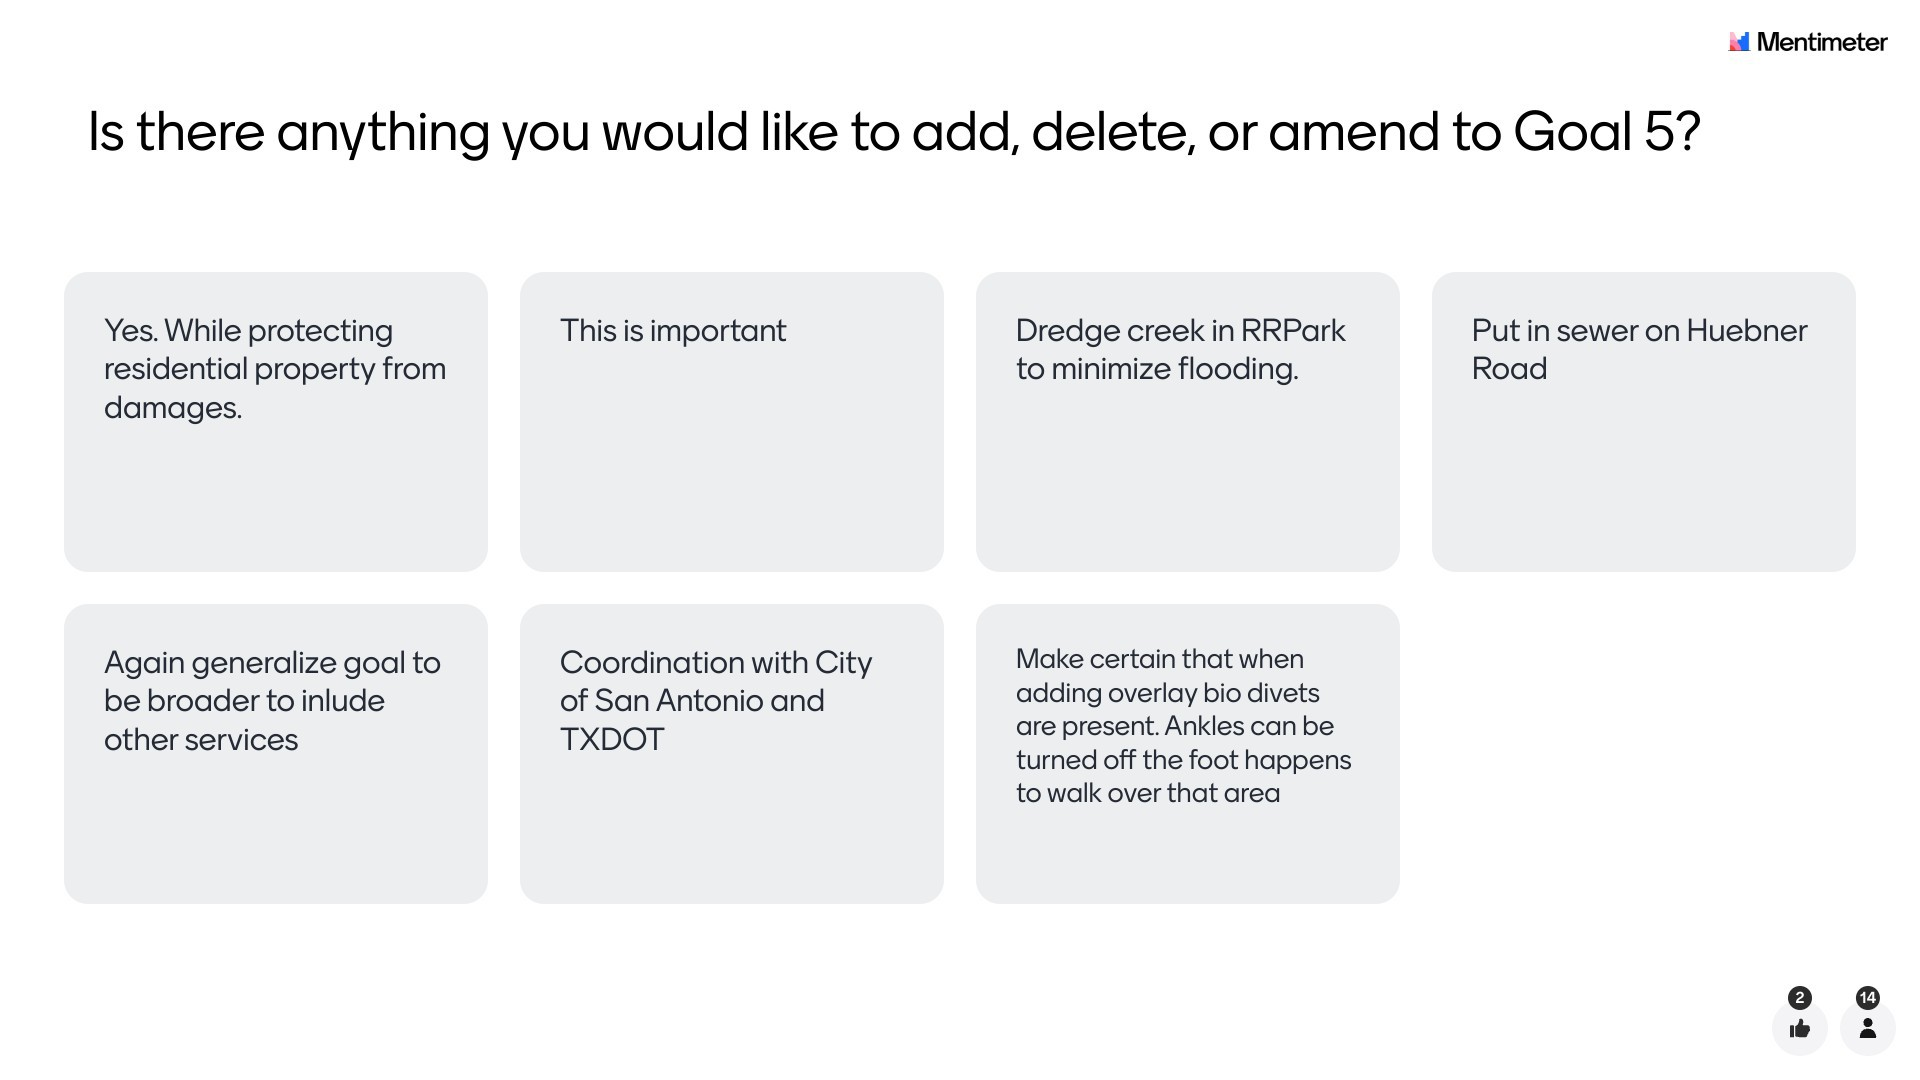 Mentimeter
Is there anything you would like to add, delete, or amend to Goal 5?
Yes. While protecting
residential property from
damages.
This is important
Dredge creek in RRPark
to minimize flooding.
Put in sewer on Huebner
Road
Again generalize goal to
be broader to inlude
other services
Coordination with City
of San Antonio and
TXDOT
Make certain that when
adding overlay bio divets
are present. Ankles can be
turned off the foot happens
to walk over that area
2
14